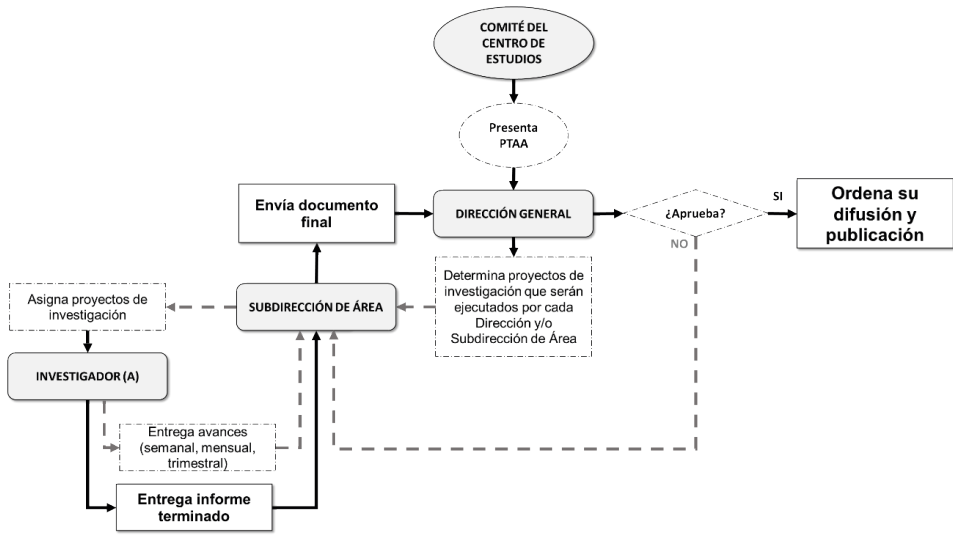 COMITÉ DEL
CENTRO DE
ESTUDIOS
Presenta
PTAA
Envía documento
final
DIRECCIÓN GENERAL
¿Aprueba?
SI
NO
Ordena su
difusión y
publicación
Determina proyectos de
investigación que serán
ejecutados por cada
Dirección y/o
Subdirección de Área
SUBDIRECCIÓN DE ÁREA
Asigna proyectos de
investigación
INVESTIGADOR (A)
Entrega avances
(semanal, mensual,
trimestral)
Entrega informe
terminado